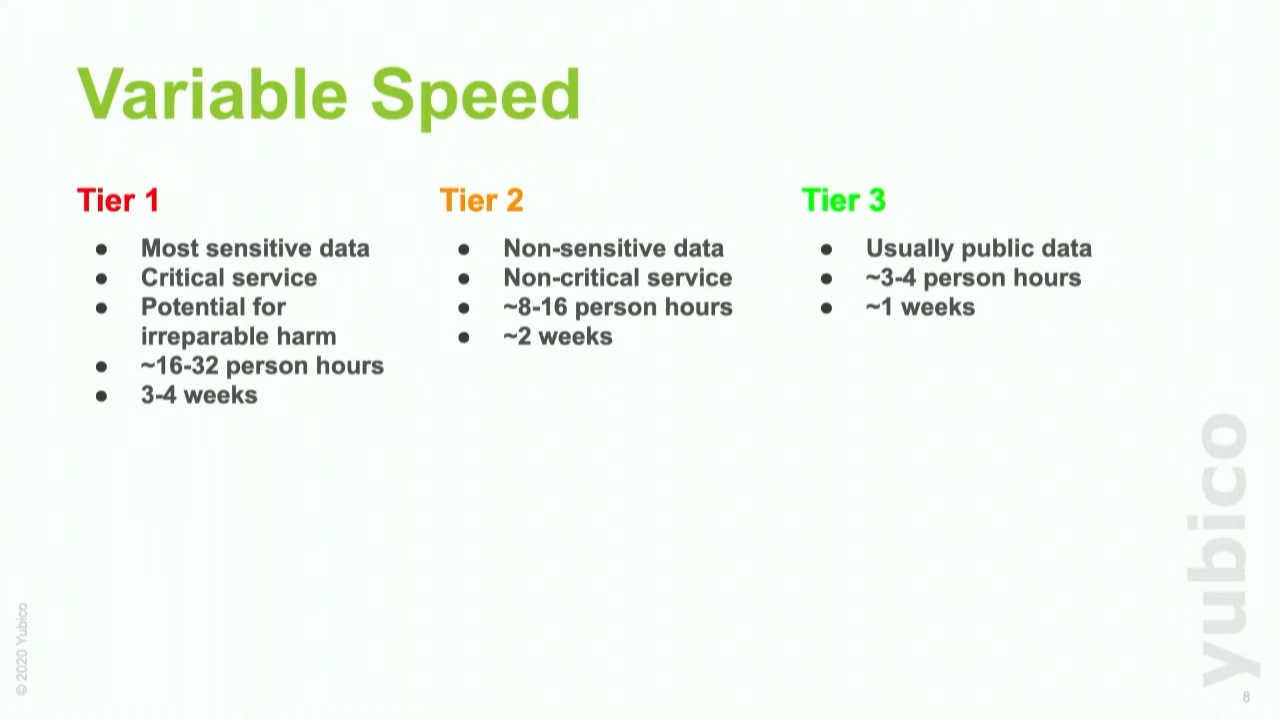 Variable Speed
Tier 1
● Most sensitive data
● Critical service
● Potential for
irreparable harm
● ~16-32 person hours
● 3-4 weeks
Tier 2
● Non-sensitive data
● Non-critical service
● ~8-16 person hours
● ~2 weeks
Tier 3
● Usually public data
● ~3-4 person hours
● ~1 weeks
yubico
© 2020 Yubico
8